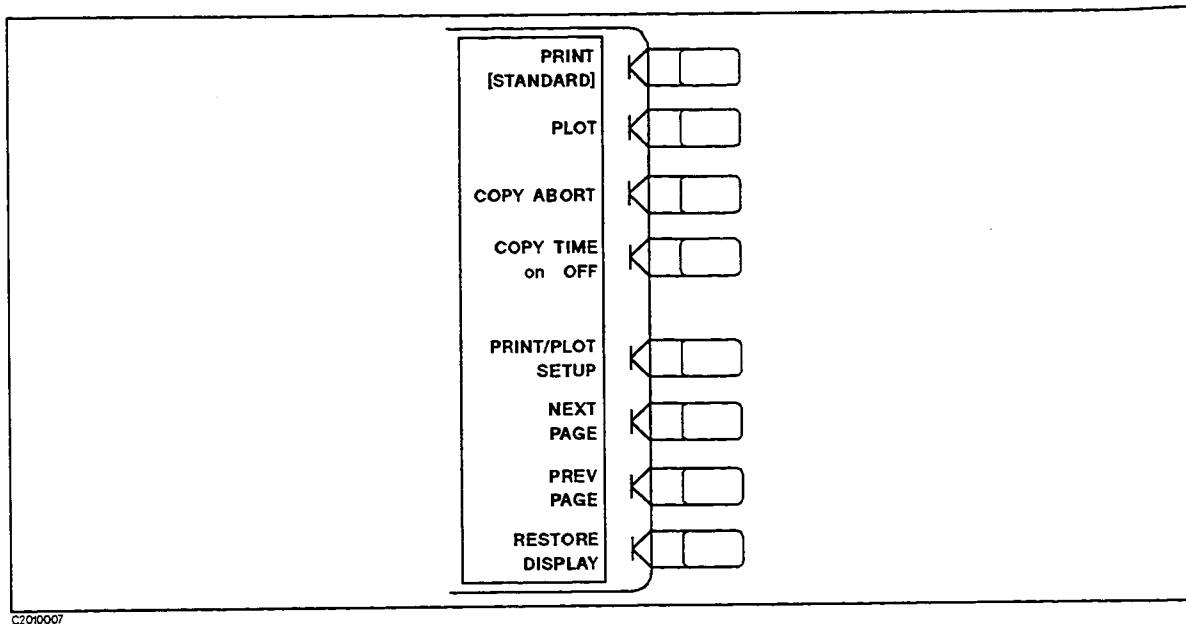 PRINT
[STANDARD]
PLOT
COPY ABORT
COPY TIME
on OFF
PRINT/PLOT
SETUP
NEXT
PAGE
PREV
PAGE
RESTORE
DISPLAY
C2010007